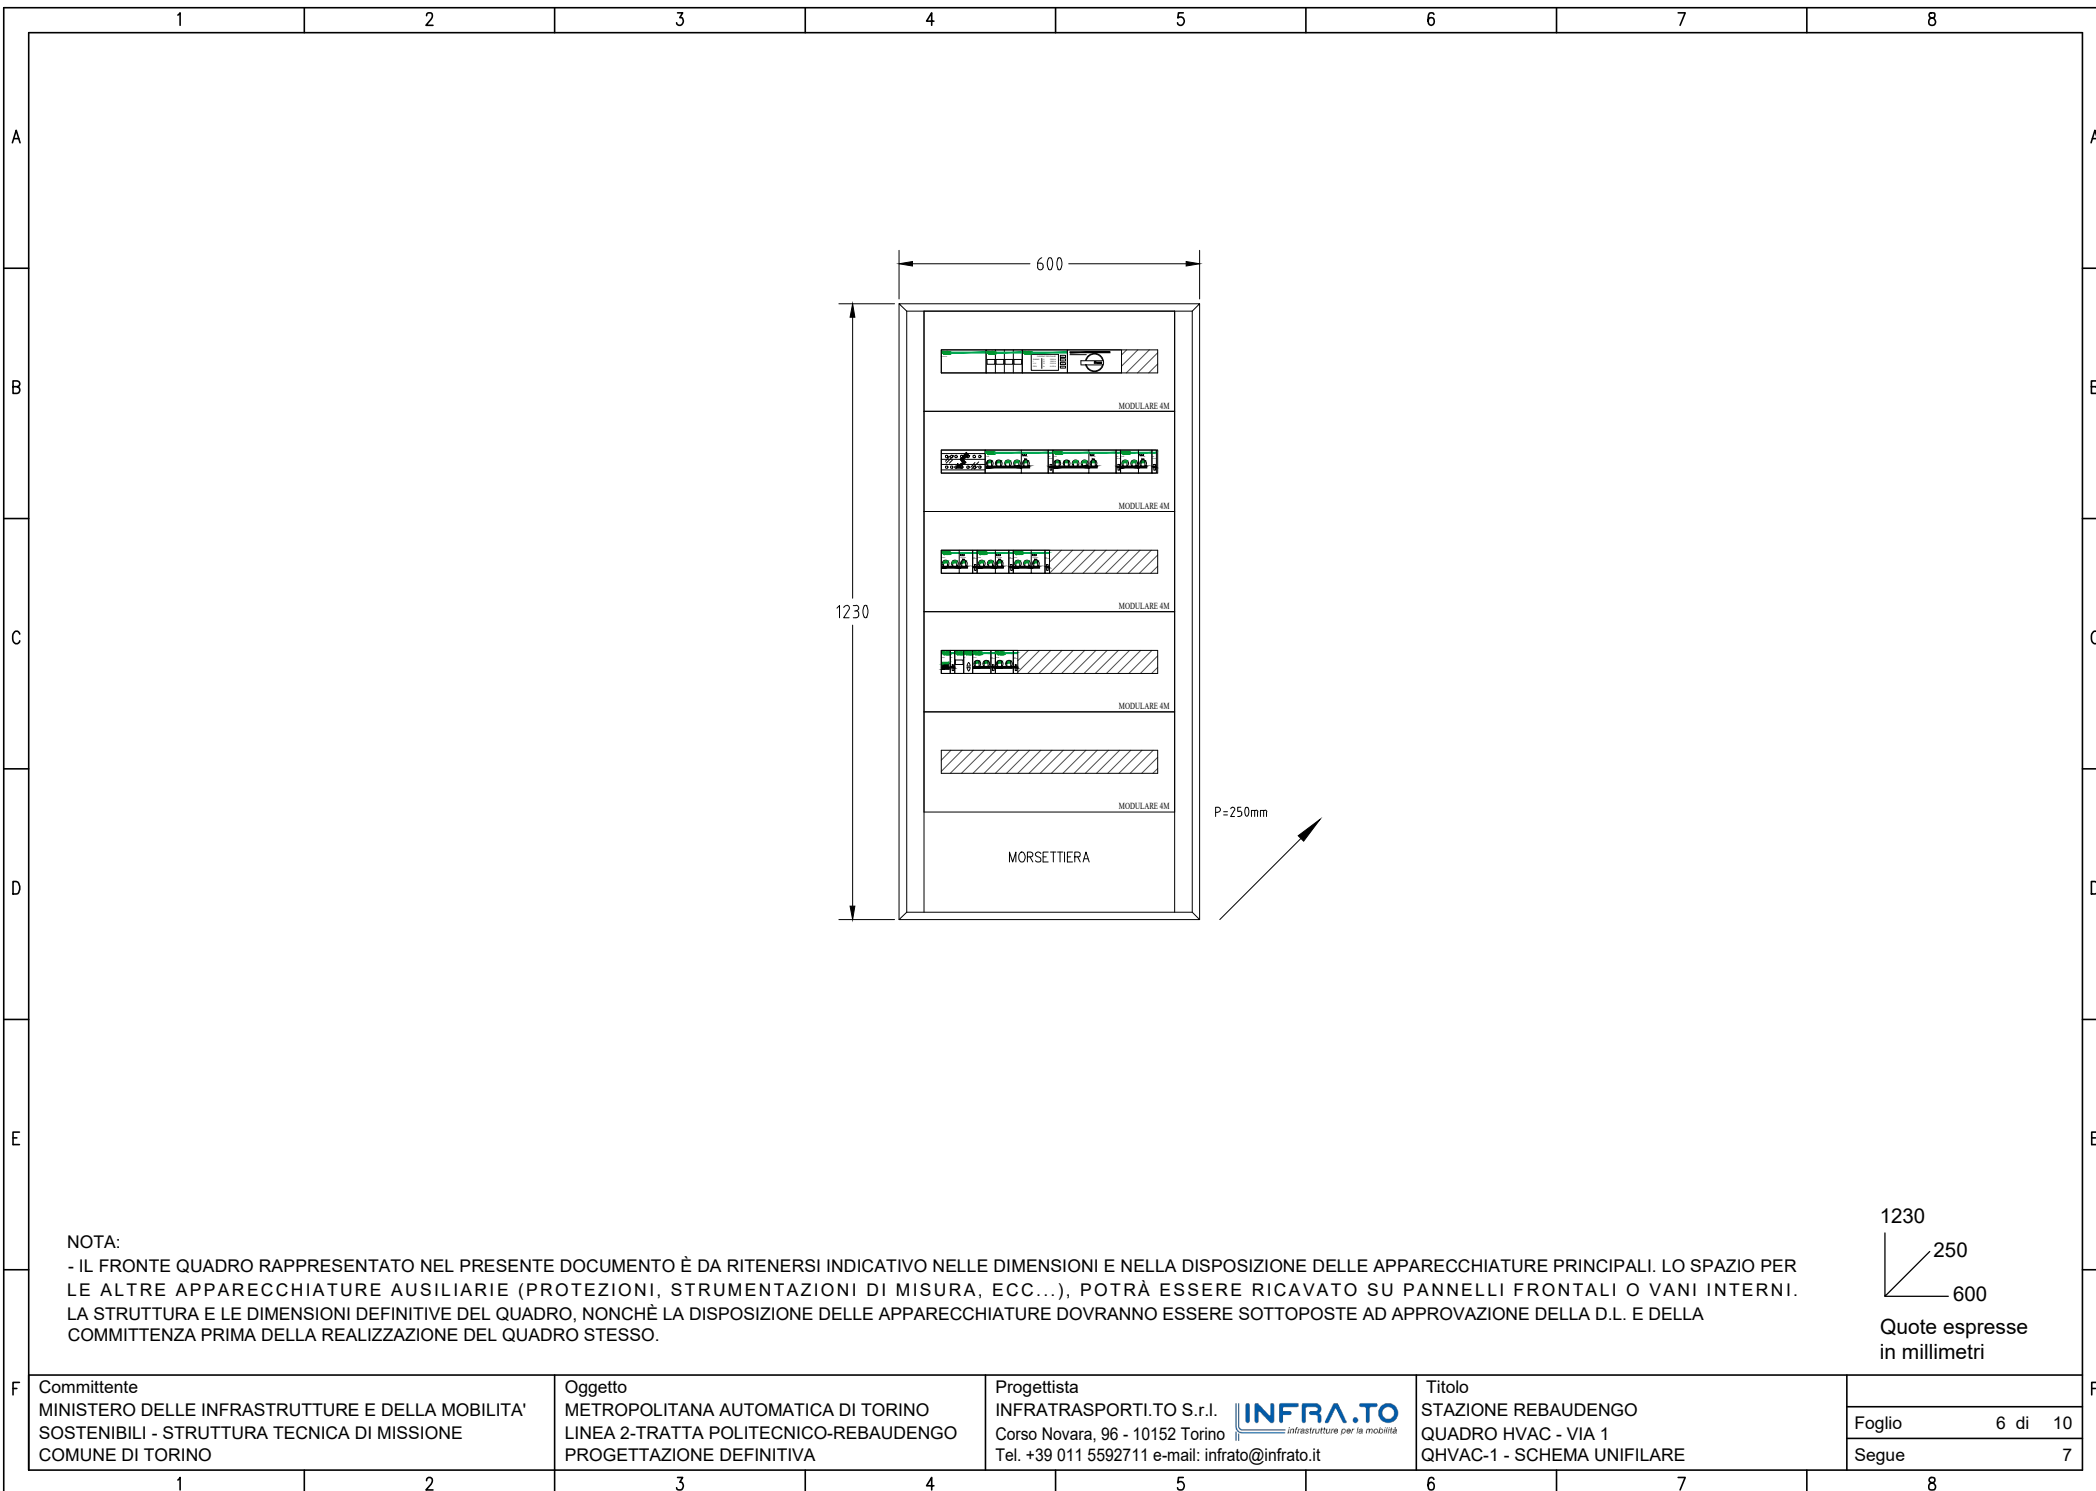 1 2 3 4 5 6 7 8
A A
B B
C C
D D
E E
F F
600
1230
MODULARE 4M
MODULARE 4M
MODULARE 4M
MODULARE 4M
MODULARE 4M
MORSETTIERA
P=250mm
NOTA:
- IL FRONTE QUADRO RAPPRESENTATO NEL PRESENTE DOCUMENTO È DA RITENERSI INDICATIVO NELLE DIMENSIONI E NELLA DISPOSIZIONE DELLE APPARECCHIATURE PRINCIPALI. LO SPAZIO PER
LE ALTRE APPARECCHIATURE AUSILIARIE (PROTEZIONI, STRUMENTAZIONI DI MISURA, ECC...), POTRÀ ESSERE RICAVATO SU PANNELLI FRONTALI O VANI INTERNI.
LA STRUTTURA E LE DIMENSIONI DEFINITIVE DEL QUADRO, NONCHÈ LA DISPOSIZIONE DELLE APPARECCHIATURE DOVRANNO ESSERE SOTTOPOSTE AD APPROVAZIONE DELLA D.L. E DELLA
COMMITTENZA PRIMA DELLA REALIZZAZIONE DEL QUADRO STESSO.
1230
250
600
Quote espresse
in millimetri
Committente
MINISTERO DELLE INFRASTRUTTURE E DELLA MOBILITA'
SOSTENIBILI - STRUTTURA TECNICA DI MISSIONE
COMUNE DI TORINO
Oggetto
METROPOLITANA AUTOMATICA DI TORINO
LINEA 2-TRATTA POLITECNICO-REBAUDENGO
PROGETTAZIONE DEFINITIVA
Progettista
INFRATRASPORTI.TO S.r.l.
Corso Novara, 96 - 10152 Torino
Tel. +39 011 5592711 e-mail: infrato@infrato.it
INFRA.TO
infrastrutture per la mobilità
Titolo
STAZIONE REBAUDENGO
QUADRO HVAC - VIA 1
QHVAC-1 - SCHEMA UNIFILARE
Foglio 6 di 10
Segue 7
1 2 3 4 5 6 7 8